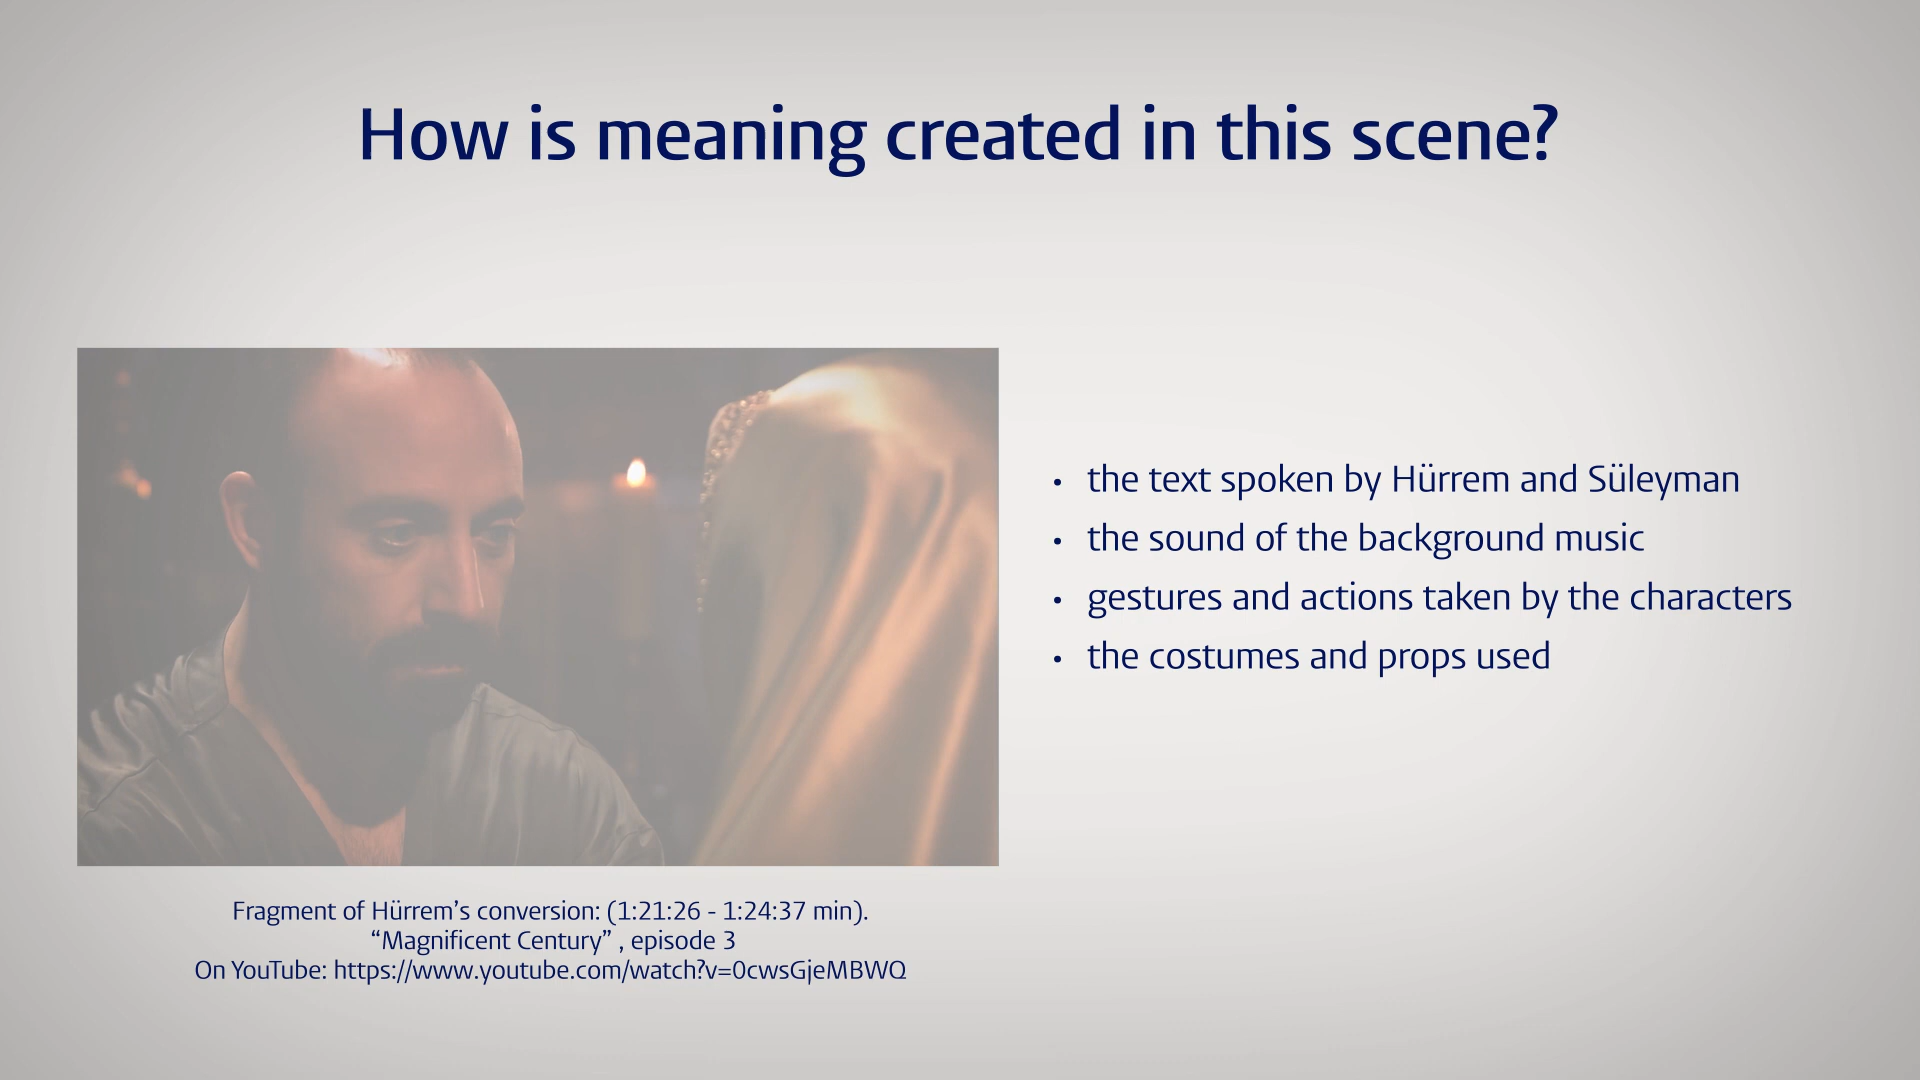 How is meaning created in this scene?
• the text spoken by Hürrem and Süleyman
• the sound of the background music
• gestures and actions taken by the characters
• the costumes and props used
Fragment of Hürrem’s conversion: (1:21:26 - 1:24:37 min).
“Magnificent Century” , episode 3
On YouTube: https://www.youtube.com/watch?v=0cwsGjeMBWQ